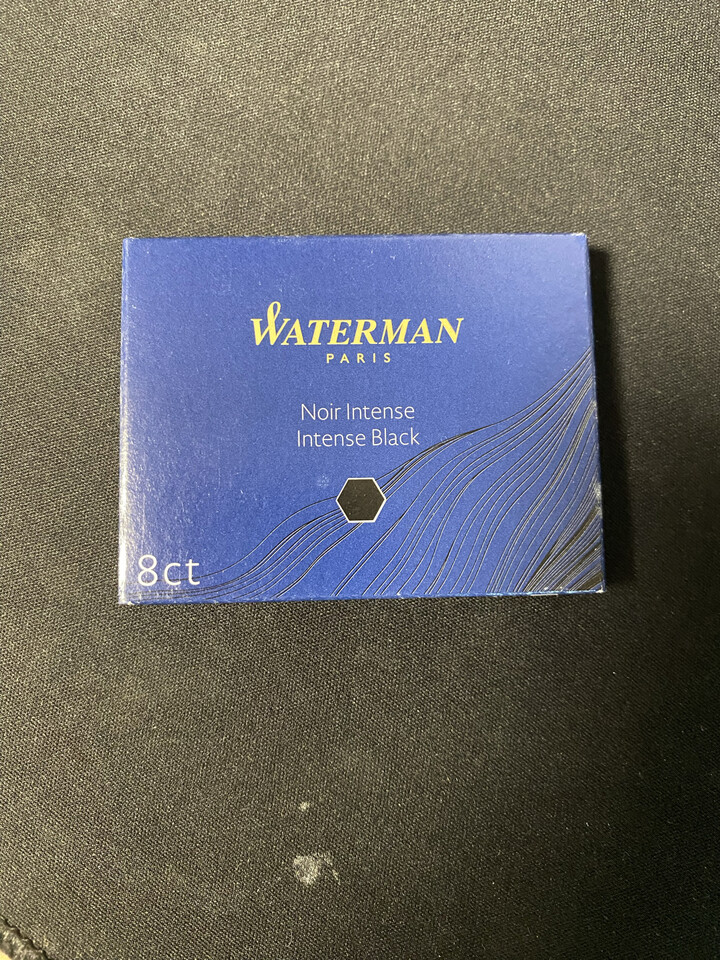 WATERMAN
PARIS
Noir Intense
Intense Black
8ct